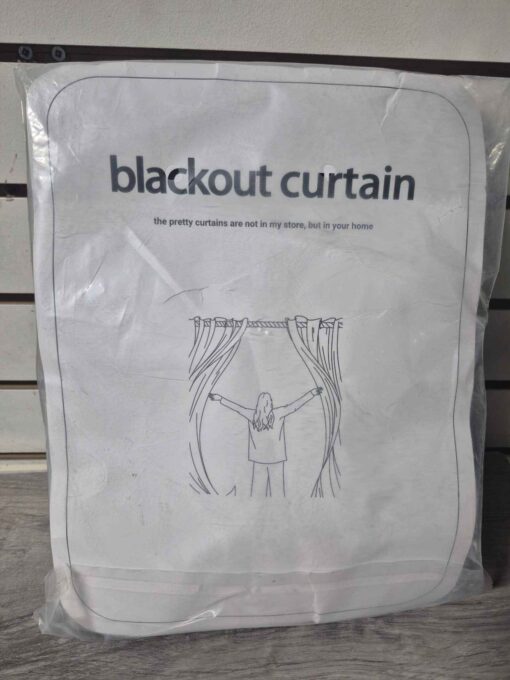 blackout curtain
the pretty curtains are not in my store, but in your home